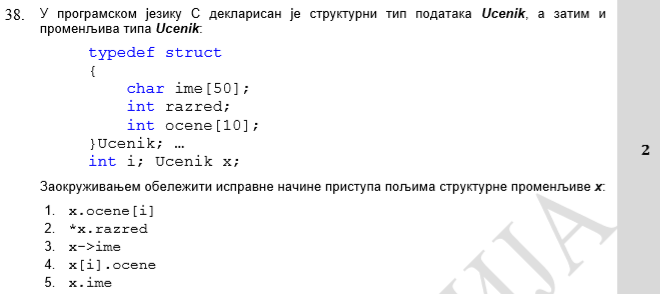 38. У програмском језику C декларисан је структурни тип података Ucenik, а затим и
променљива типа Ucenik:
typedef struct
{
char ime[50];
int razred;
int ocene[10];
}Ucenik; …
int i; Ucenik x;
2
Заокруживањем обележити исправне начине приступа пољима структурне променљиве x:
1. x.ocene[i]
2. *x.razred
3. x->ime
4. x[i].ocene
5. x.ime